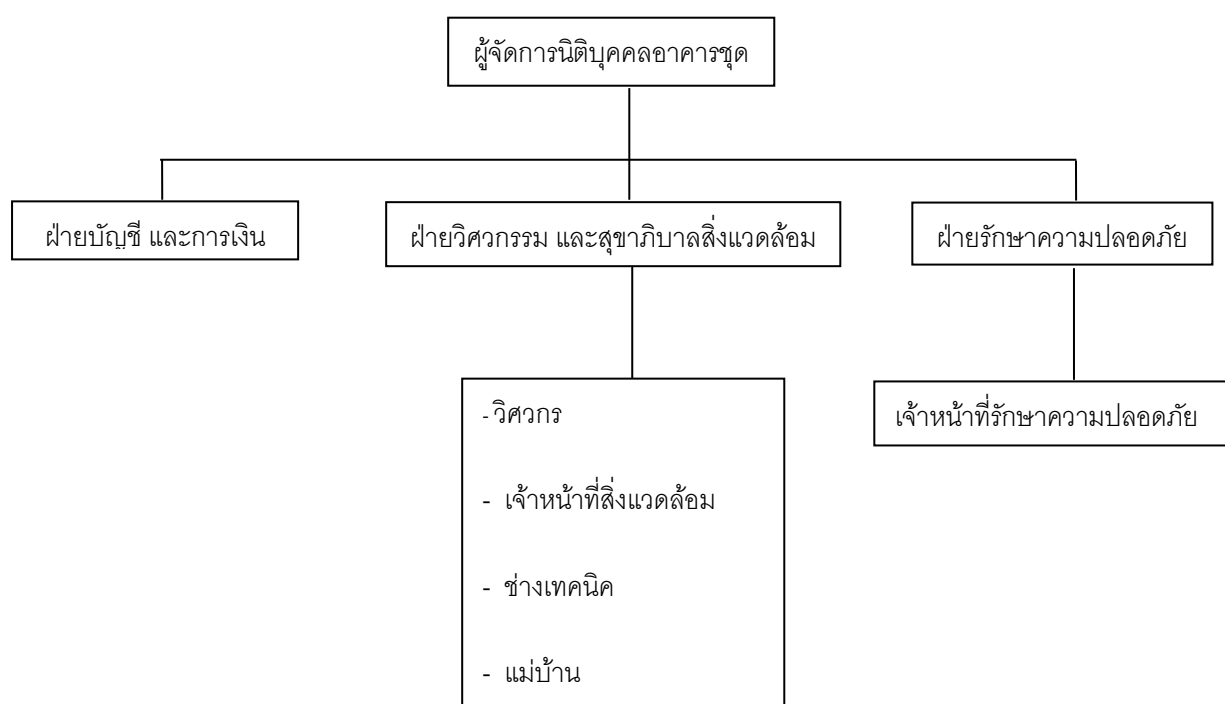 ผู้จัดการนิติบุคคลอาคารชุด
ฝ่ายบัญชี และการเงิน
ฝ่ายวิศวกรรม และสุขาภิบาลสิ่งแวดล้อม
ฝ่ายรักษาความปลอดภัย
- วิศวกร
- เจ้าหน้าที่สิ่งแวดล้อม
- ช่างเทคนิค
- แม่บ้าน
เจ้าหน้าที่รักษาความปลอดภัย